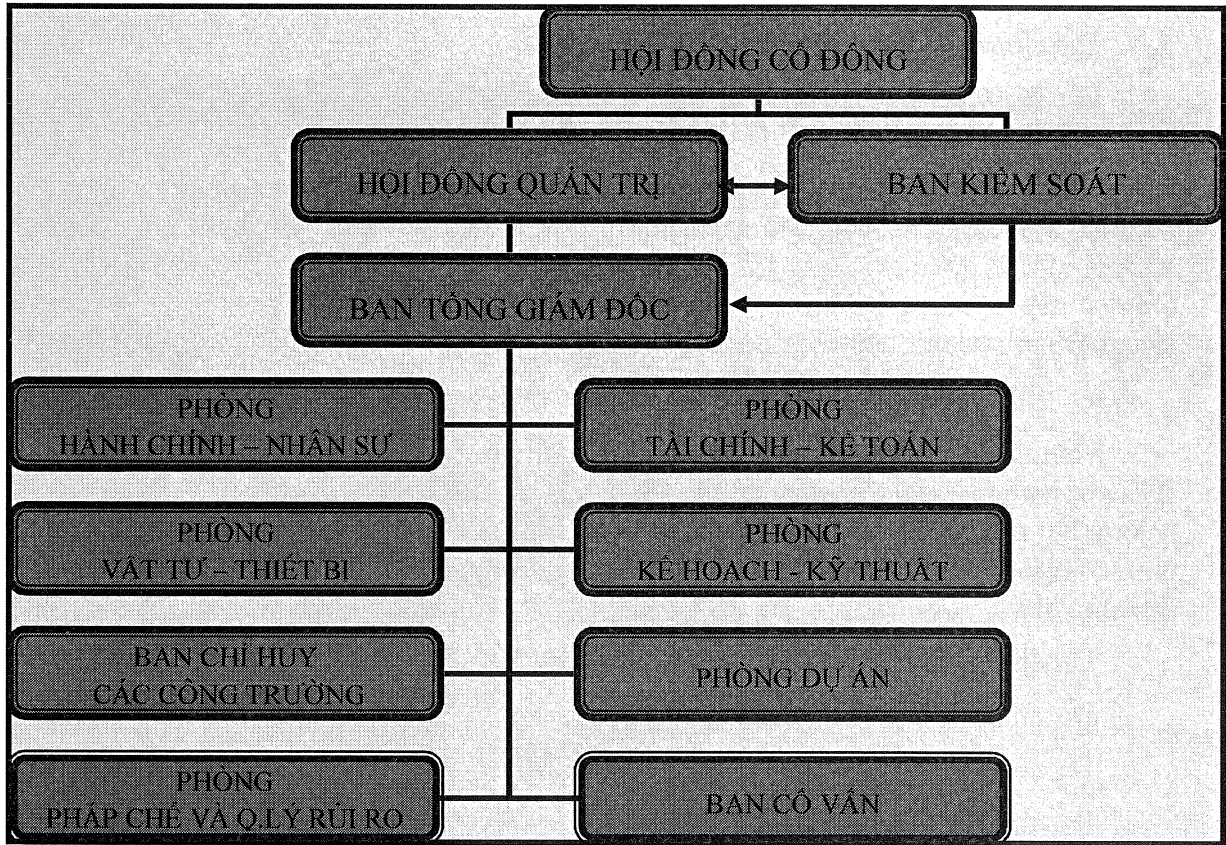 HỘI ĐỒNG CỔ ĐÔNG
HỘI ĐỒNG QUẢN TRỊ
BAN KIỂM SOÁT
BAN TỔNG GIÁM ĐỐC
PHÒNG
HÀNH CHÍNH – NHÂN SỰ
PHÒNG
TÀI CHÍNH – KẾ TOÁN
PHÒNG
VẬT TƯ – THIẾT BỊ
PHÒNG
KẾ HOẠCH - KỸ THUẬT
BAN CHỈ HUY
CÁC CÔNG TRƯỜNG
PHÒNG DỰ ÁN
PHÒNG
PHÁP CHẾ VÀ Q.LÝ RỦI RO
BAN CỐ VẤN